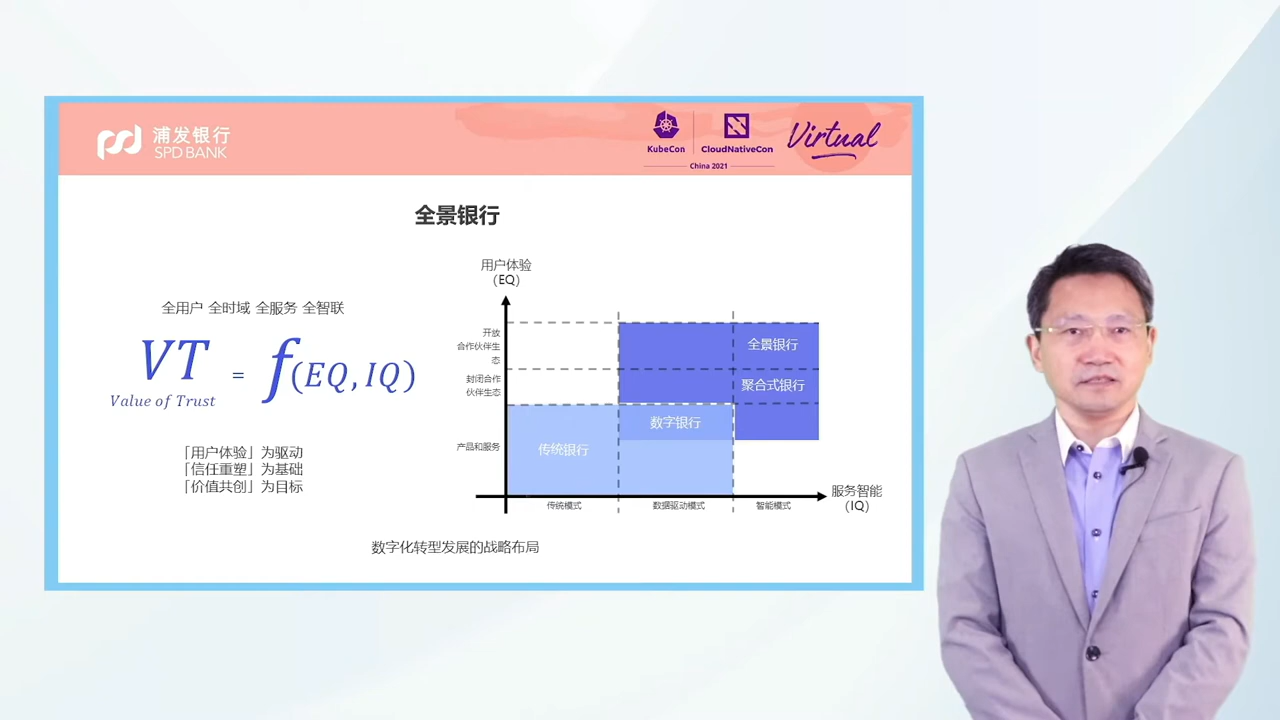 浦发银行
SPD BANK
KubeCon
CloudNativeCon
China 2021
Virtual
全景银行
全用户 全时域 全服务 全智联
VT = f(EQ, IQ)
Value of Trust
「用户体验」为驱动
「信任重塑」为基础
「价值共创」为目标
用户体验
(EQ)
开放
合作伙伴生
态
封闭合作
伙伴生态
产品和服务
全景银行
聚合式银行
数字银行
传统银行
传统模式
数据驱动模式
智能模式
服务智能
(IQ)
数字化转型发展的战略布局